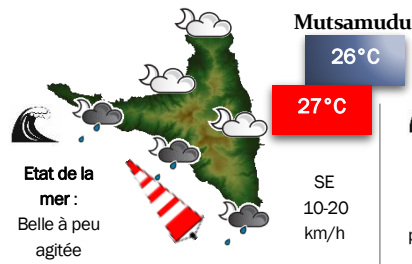 Mutsamudu
26°C
27°C
Etat de la
mer :
Belle à peu
agitée
SE
10-20
km/h